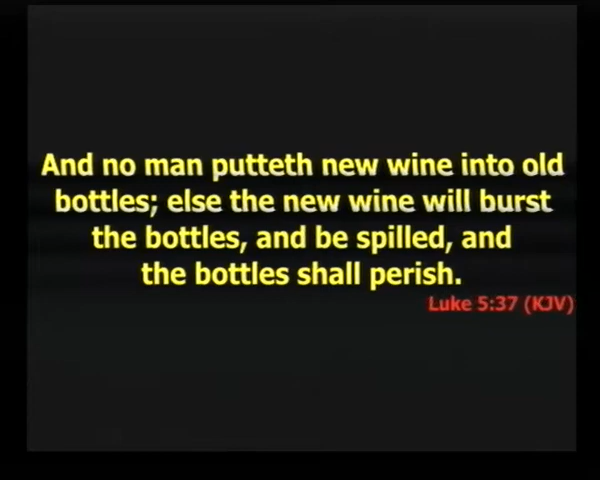 And no man putteth new wine into old
bottles; else the new wine will burst
the bottles, and be spilled, and
the bottles shall perish.
Luke 5:37 (KJV)